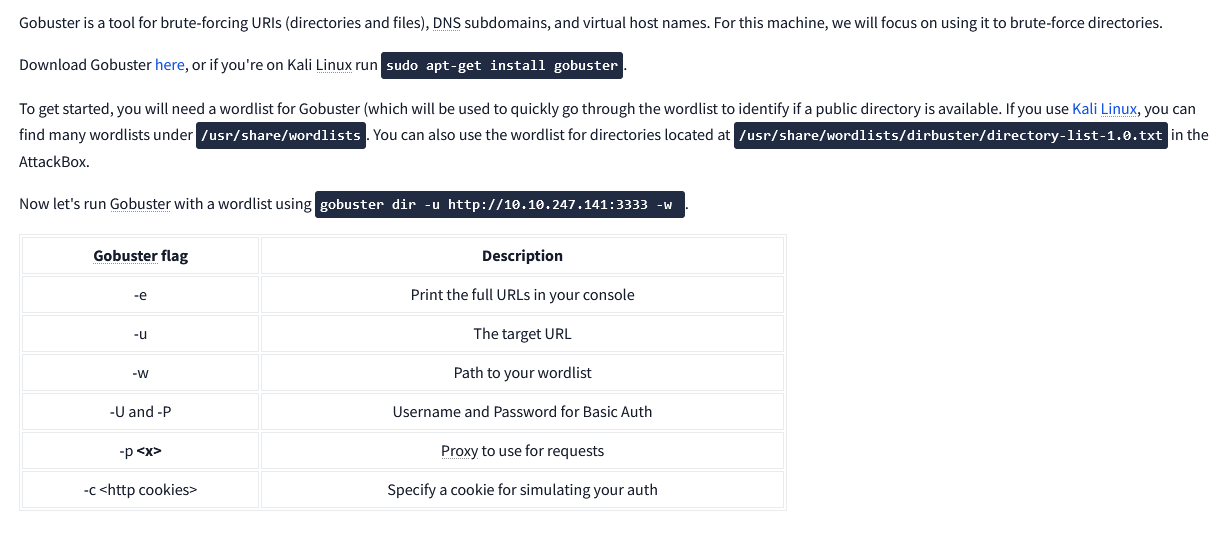 Gobuster is a tool for brute-forcing URIs (directories and files), DNS subdomains, and virtual host names. For this machine, we will focus on using it to brute-force directories.
Download Gobuster here, or if you're on Kali Linux run sudo apt-get install gobuster.
To get started, you will need a wordlist for Gobuster (which will be used to quickly go through the wordlist to identify if a public directory is available. If you use Kali Linux, you can
find many wordlists under /usr/share/wordlists. You can also use the wordlist for directories located at /usr/share/wordlists/dirbuster/directory-list-1.0.txt in the
AttackBox.
Now let's run Gobuster with a wordlist using gobuster dir -u http://10.10.247.141:3333 -w .
Gobuster flag Description
-e Print the full URLs in your console
-u The target URL
-w Path to your wordlist
-U and -P Username and Password for Basic Auth
-p <x> Proxy to use for requests
-c <http cookies> Specify a cookie for simulating your auth